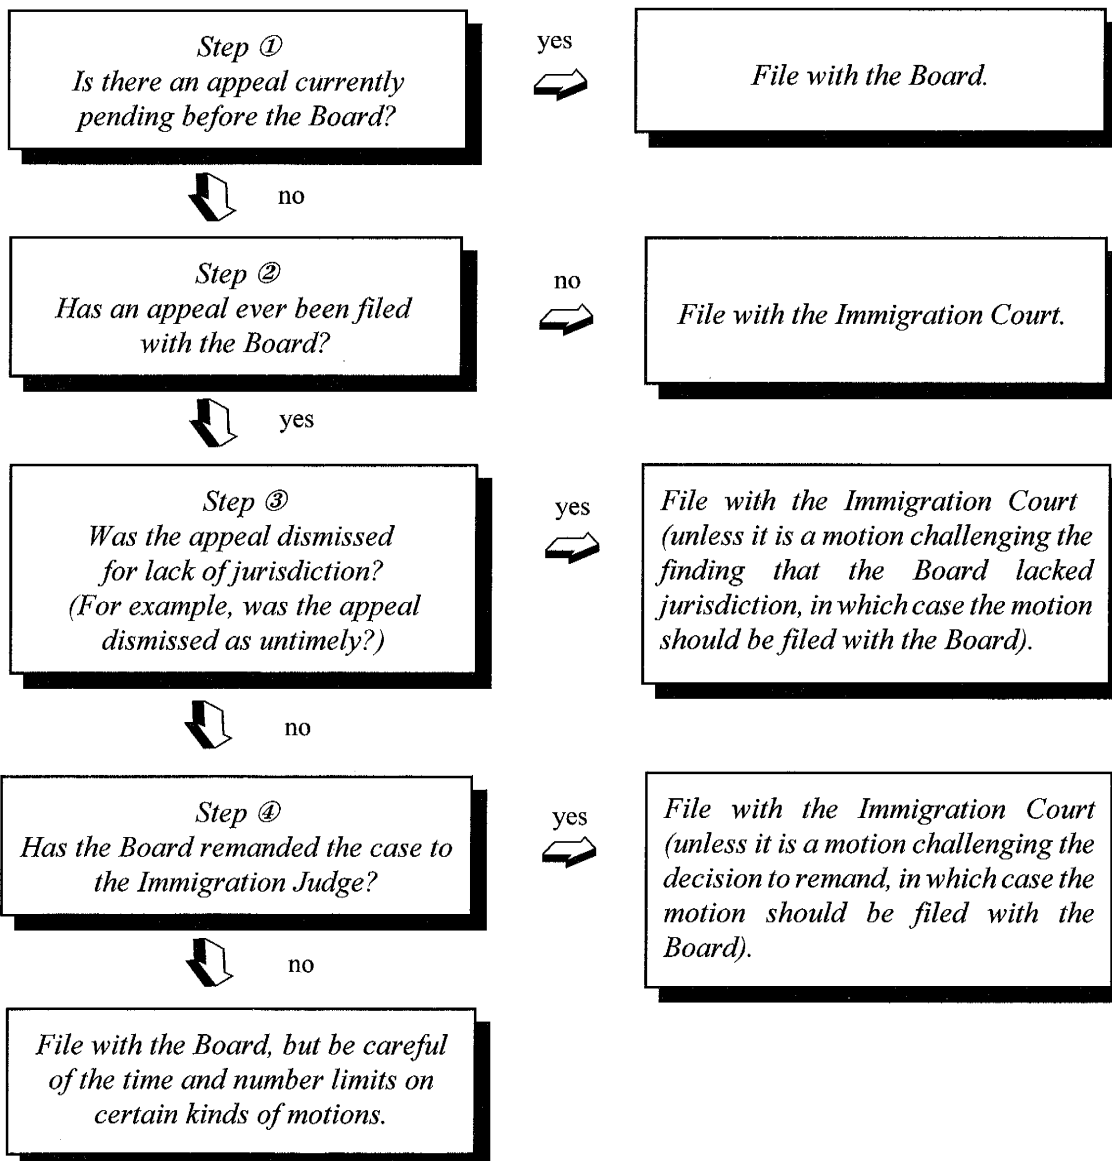 Step ①
Is there an appeal currently
pending before the Board?
yes
File with the Board.
no
Step ②
Has an appeal ever been filed
with the Board?
no
File with the Immigration Court.
yes
Step ③
Was the appeal dismissed
for lack of jurisdiction?
(For example, was the appeal
dismissed as untimely?)
yes
File with the Immigration Court
(unless it is a motion challenging the
finding that the Board lacked
jurisdiction, in which case the motion
should be filed with the Board).
no
Step ④
Has the Board remanded the case to
the Immigration Judge?
yes
File with the Immigration Court
(unless it is a motion challenging the
decision to remand, in which case the
motion should be filed with the
Board).
no
File with the Board, but be careful
of the time and number limits on
certain kinds of motions.